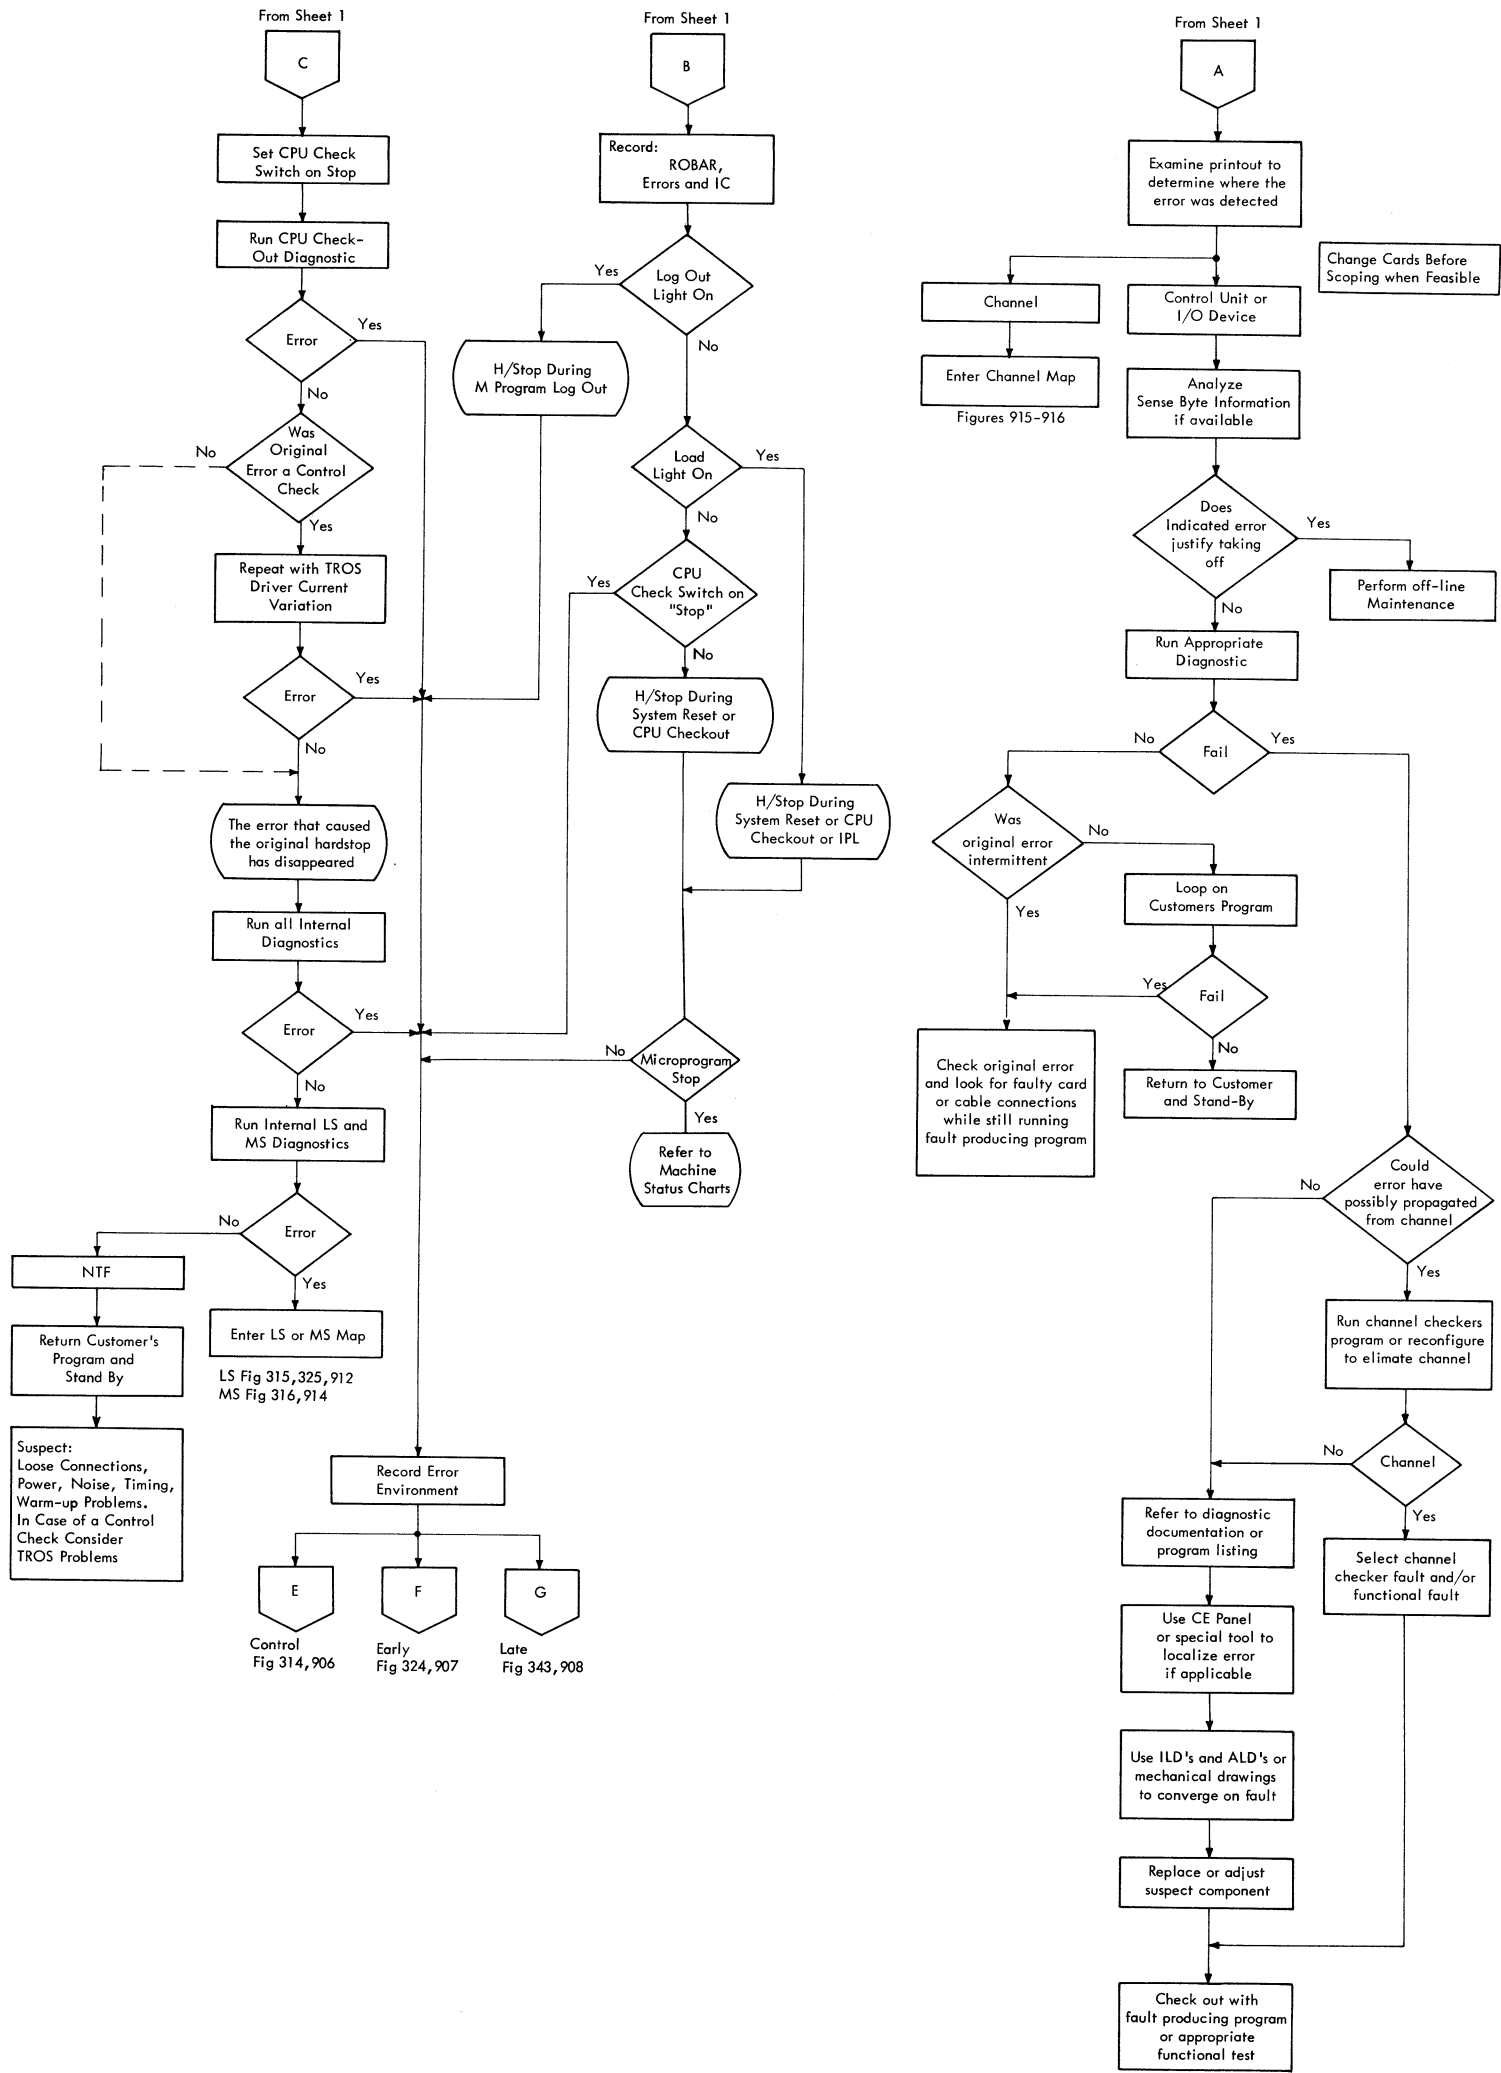 From Sheet 1
C
Set CPU Check
Switch on Stop
Run CPU Check-
Out Diagnostic
Error
Yes
No
Was
Original
Error a Control
Check
No
Yes
Repeat with TROS
Driver Current
Variation
Error
Yes
No
The error that caused
the original hardstop
has disappeared
Run all Internal
Diagnostics
Error
Yes
No
Run Internal LS and
MS Diagnostics
Error
No
Yes
NTF
Return Customer's
Program and
Stand By
Suspect:
Loose Connections,
Power, Noise, Timing,
Warm-up Problems.
In Case of a Control
Check Consider
TROS Problems
Enter LS or MS Map
LS Fig 315,325,912
MS Fig 316,914
Record Error
Environment
E
F
G
Control
Fig 314,906
Early
Fig 324,907
Late
Fig 343,908
From Sheet 1
B
Record:
ROBAR,
Errors and IC
Log Out
Light On
Yes
No
H/Stop During
M Program Log Out
Load
Light On
Yes
No
CPU
Check Switch on
"Stop"
Yes
No
H/Stop During
System Reset or
CPU Checkout
H/Stop During
System Reset or CPU
Checkout or IPL
Microprogram
Stop
No
Yes
Refer to
Machine
Status Charts
From Sheet 1
A
Examine printout to
determine where the
error was detected
Change Cards Before
Scoping when Feasible
Channel
Enter Channel Map
Figures 915-916
Control Unit or
I/O Device
Analyze
Sense Byte Information
if available
Does
Indicated error
justify taking
off
Yes
No
Perform off-line
Maintenance
Run Appropriate
Diagnostic
Fail
No
Yes
Was
original error
intermittent
No
Yes
Loop on
Customers Program
Fail
Yes
No
Check original error
and look for faulty card
or cable connections
while still running
fault producing program
Return to Customer
and Stand-By
Could
error have
possibly propagated
from channel
No
Yes
Run channel checkers
program or reconfigure
to elimate channel
Channel
No
Yes
Refer to diagnostic
documentation or
program listing
Select channel
checker fault and/or
functional fault
Use CE Panel
or special tool to
localize error
if applicable
Use ILD's and ALD's or
mechanical drawings
to converge on fault
Replace or adjust
suspect component
Check out with
fault producing program
or appropriate
functional test